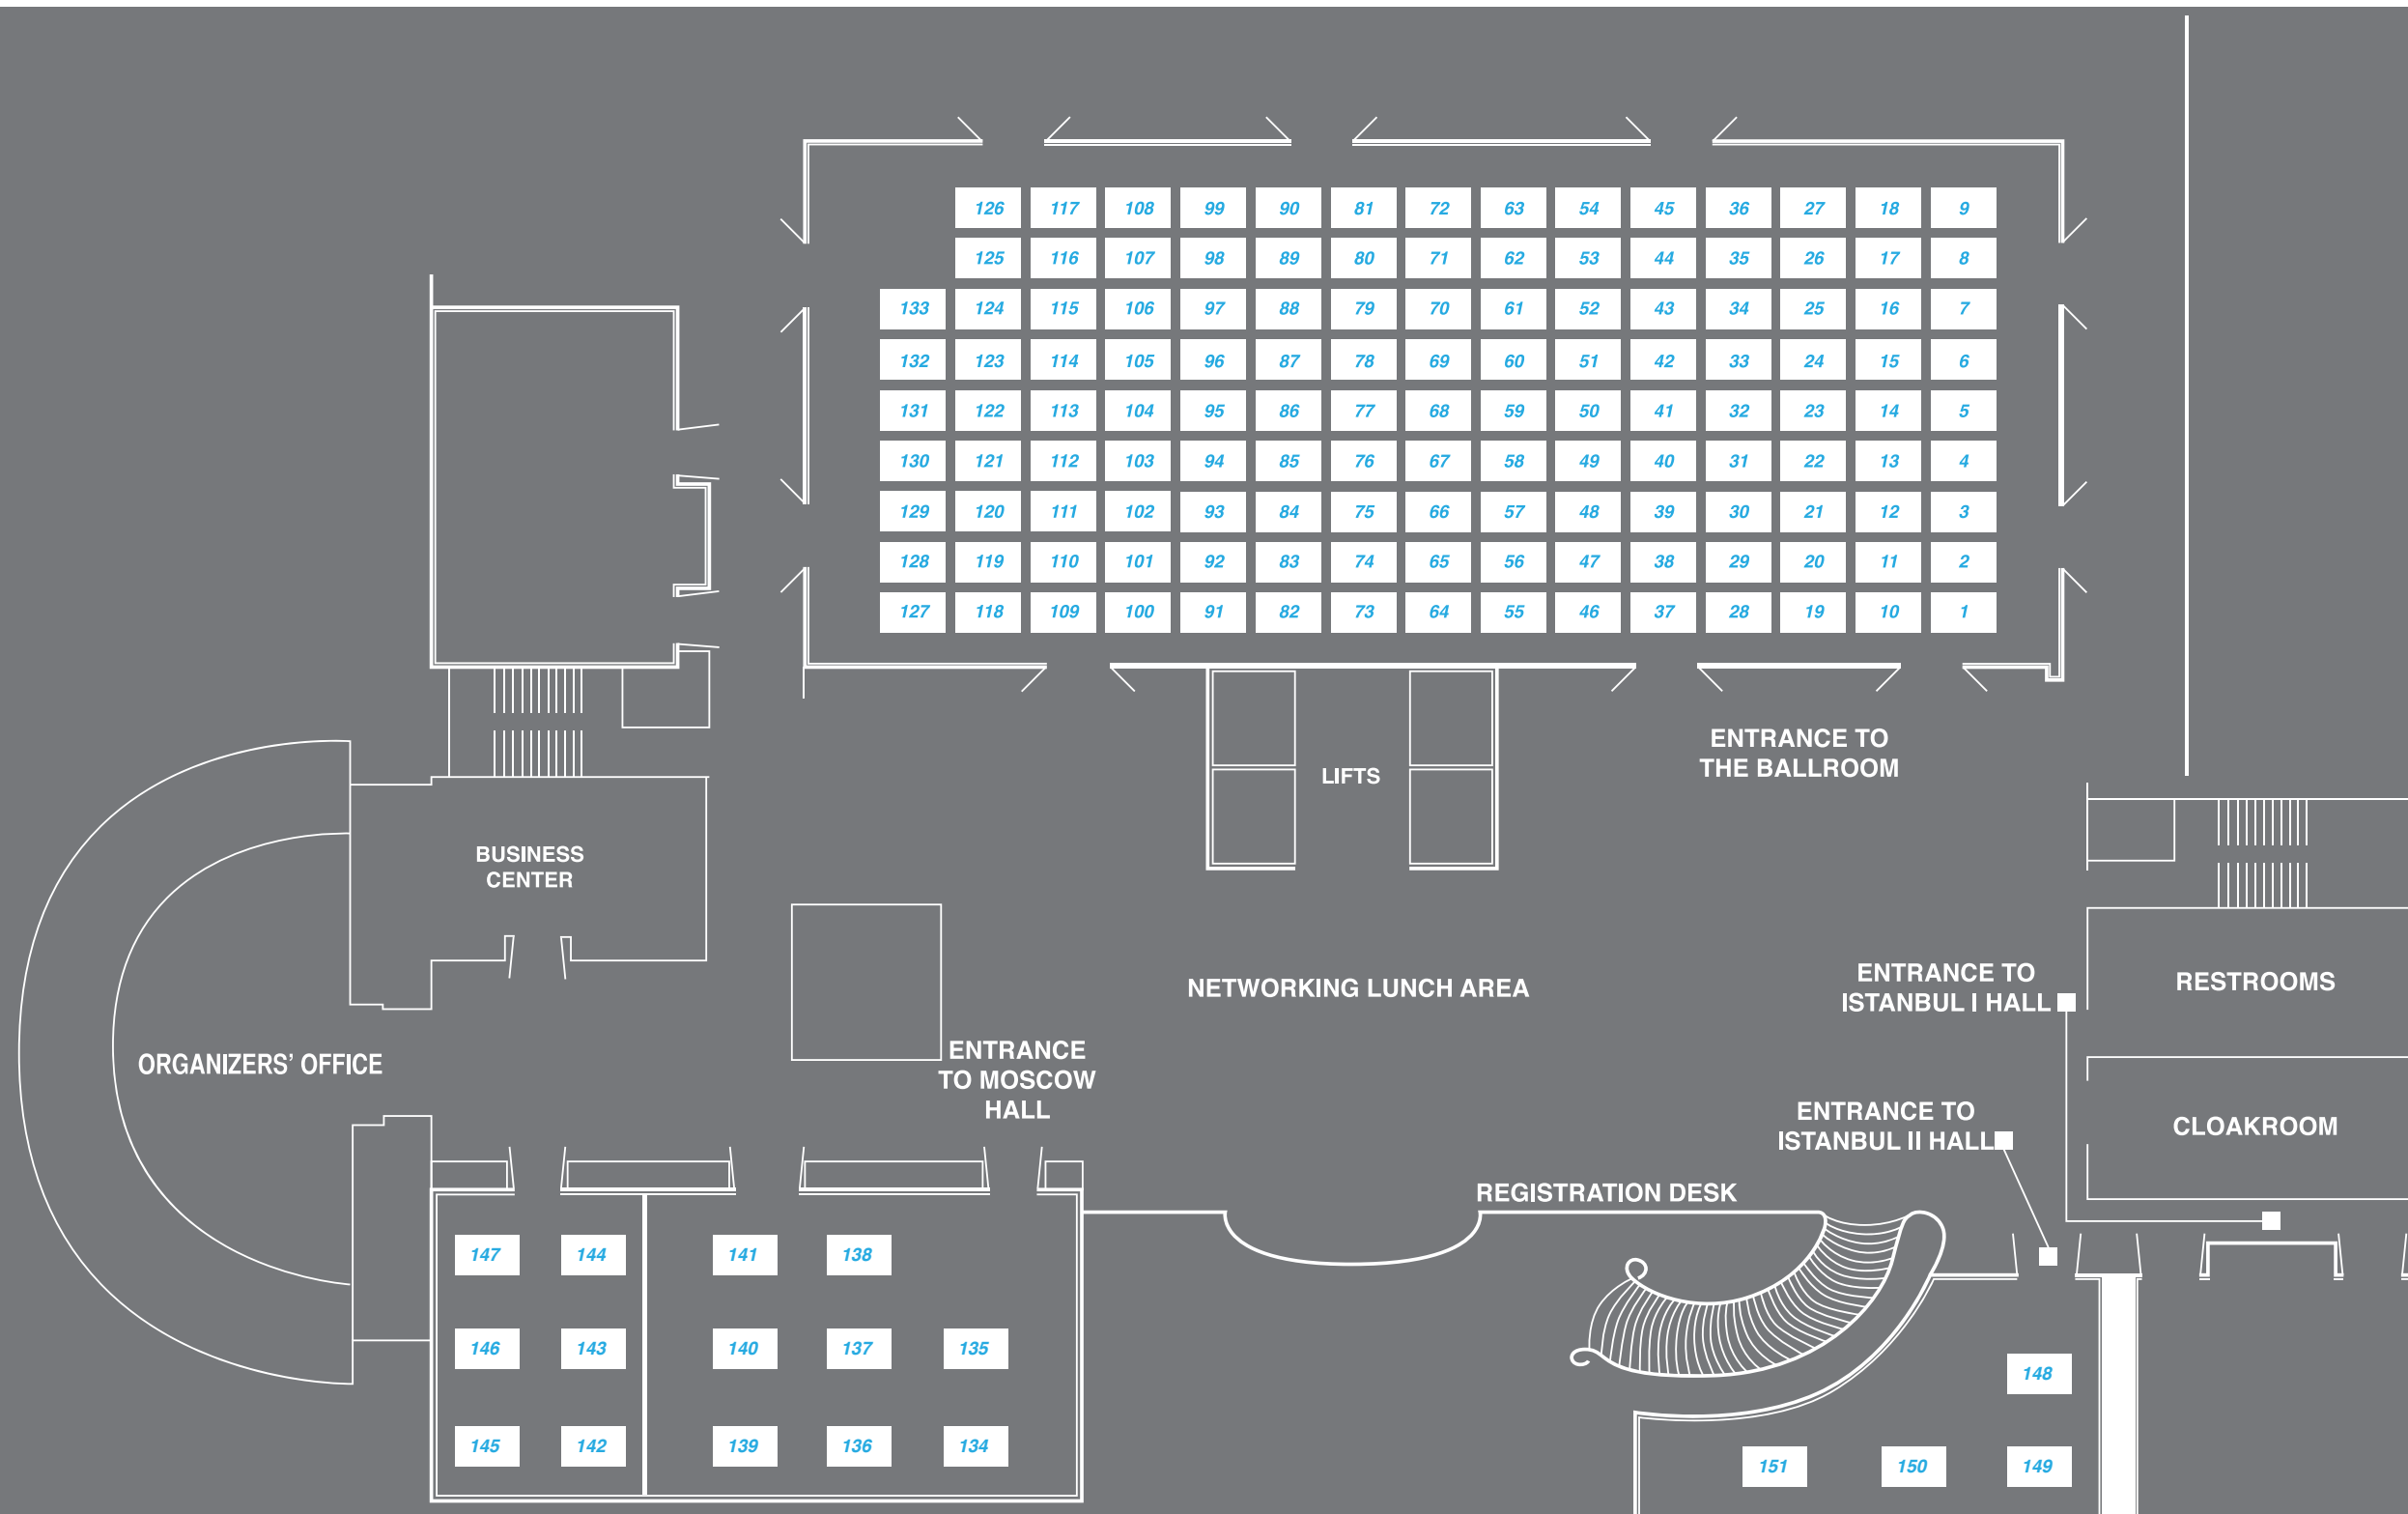 126 117 108 99 90 81 72 63 54 45 36 27 18 9
125 116 107 98 89 80 71 62 53 44 35 26 17 8
133 124 115 106 97 88 79 70 61 52 43 34 25 16 7
132 123 114 105 96 87 78 69 60 51 42 33 24 15 6
131 122 113 104 95 86 77 68 59 50 41 32 23 14 5
130 121 112 103 94 85 76 67 58 49 40 31 22 13 4
129 120 111 102 93 84 75 66 57 48 39 30 21 12 3
128 119 110 101 92 83 74 65 56 47 38 29 20 11 2
127 118 109 100 91 82 73 64 55 46 37 28 19 10 1
ENTRANCE TO
THE BALLROOM
LIFTS
BUSINESS
CENTER
NETWORKING LUNCH AREA
ENTRANCE TO
ISTANBUL I HALL
RESTROOMS
ORGANIZERS’ OFFICE
ENTRANCE
TO MOSCOW
HALL
ENTRANCE TO
ISTANBUL II HALL
CLOAKROOM
REGISTRATION DESK
147 144 141 138
146 143 140 137 135
148
145 142 139 136 134
151 150 149